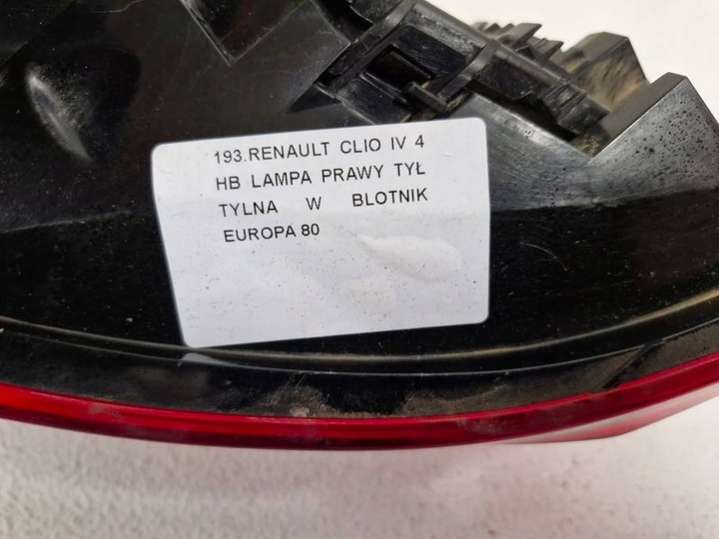 193.RENAULT CLIO IV 4
HB LAMPA PRAWY TYŁ
TYLNA W BLOTNIK
EUROPA 80